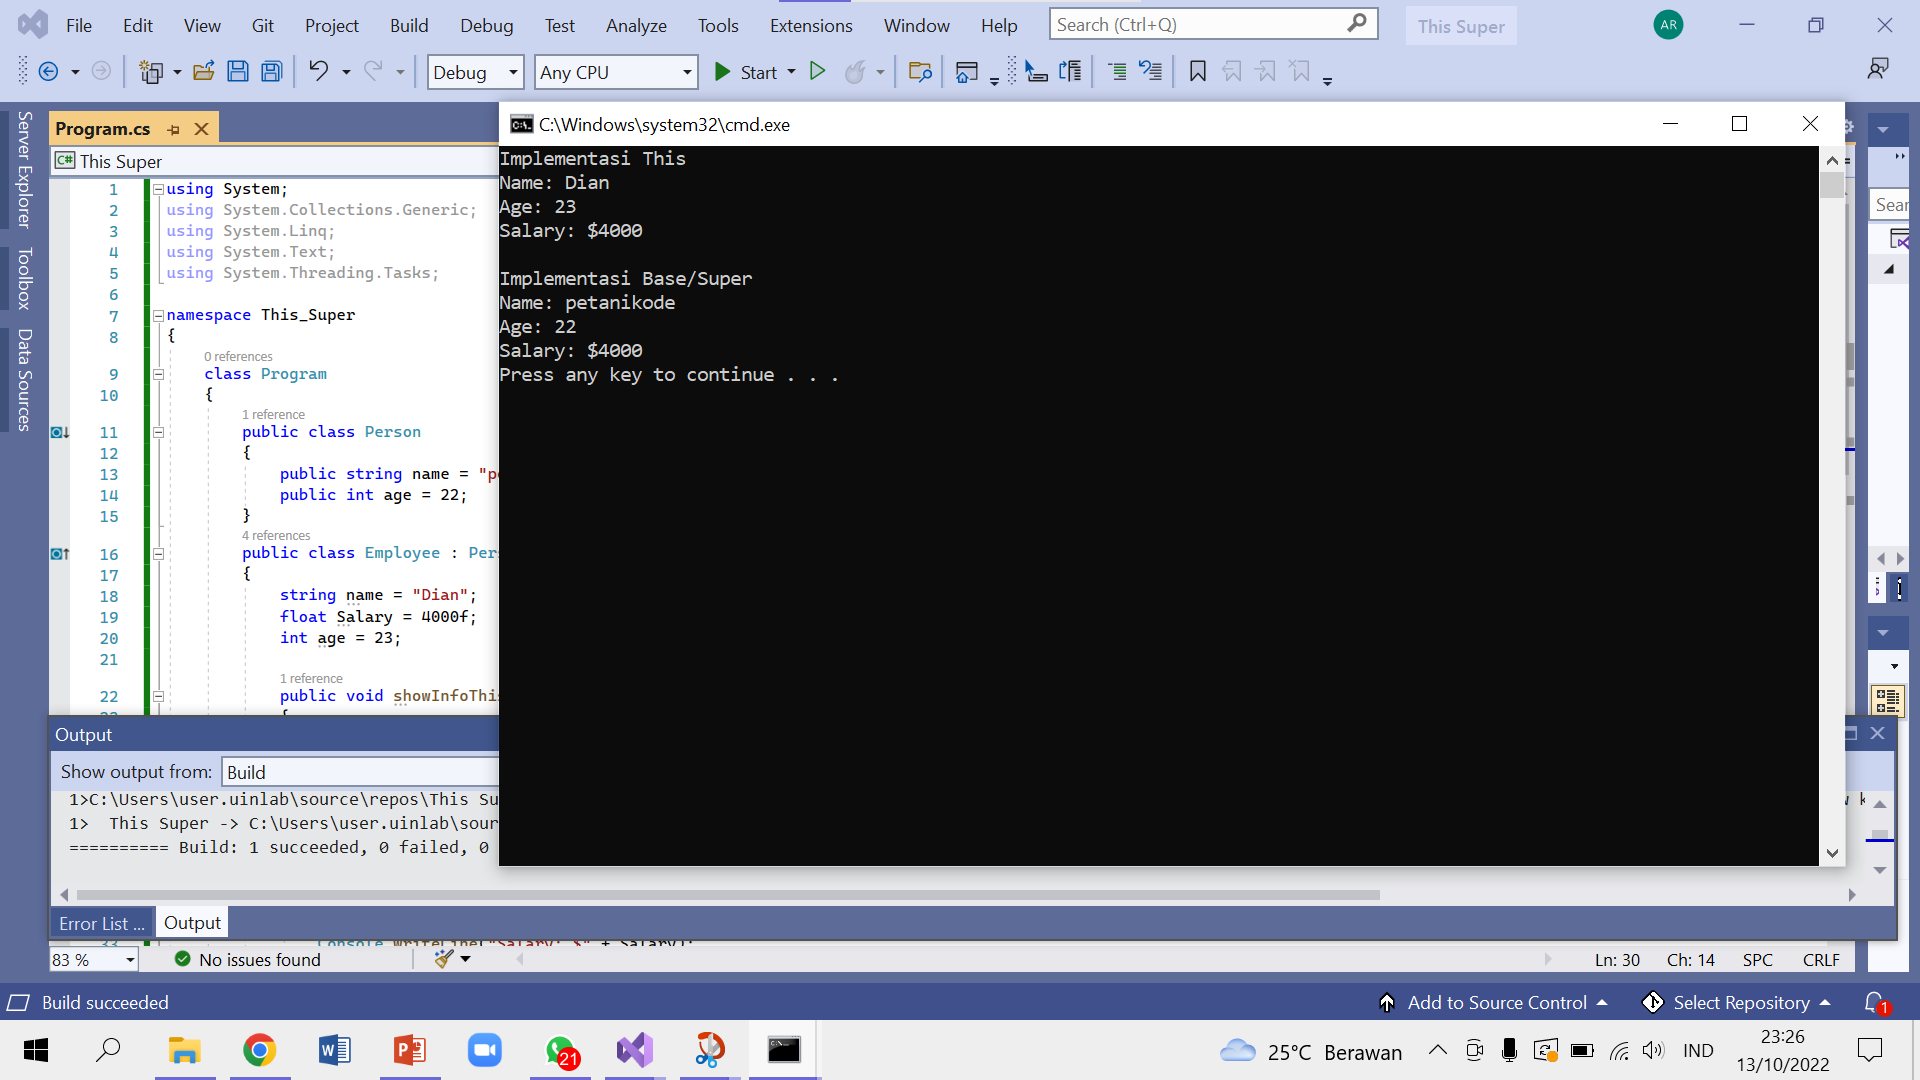 File Edit View Git Project Build Debug Test Analyze Tools Extensions Window Help Search (Ctrl+Q) This Super AR
Debug Any CPU Start
Server Explorer
Toolbox
Data Sources
Program.cs
C# This Super
1 using System;
2 using System.Collections.Generic;
3 using System.Linq;
4 using System.Text;
5 using System.Threading.Tasks;
6
7 namespace This_Super
8 {
0 references
9 class Program
10 {
1 reference
11 public class Person
12 {
13 public string name = "p
14 public int age = 22;
15 }
4 references
16 public class Employee : Per
17 {
18 string name = "Dian";
19 float Salary = 4000f;
20 int age = 23;
21
1 reference
22 public void showInfoThis
{
C:\Windows\system32\cmd.exe
Implementasi This
Name: Dian
Age: 23
Salary: $4000
Implementasi Base/Super
Name: petanikode
Age: 22
Salary: $4000
Press any key to continue . . .
Sear
Output
Show output from: Build
1>C:\Users\user.uinlab\source\repos\This Su
1> This Super -> C:\Users\user.uinlab\sour
========== Build: 1 succeeded, 0 failed, 0
Error List ... Output
33 Console.WriteLine("Salary: $" + Salary);
83 % No issues found Ln: 30 Ch: 14 SPC CRLF
Build succeeded Add to Source Control Select Repository 1
21 25°C Berawan IND 23:26
13/10/2022